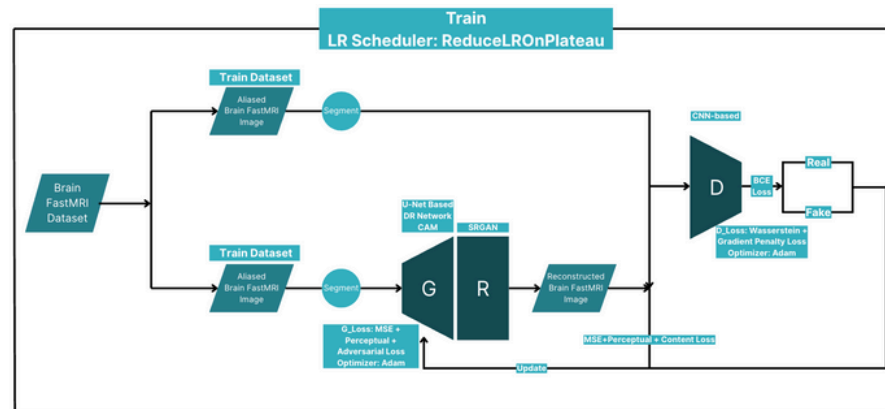 Train
LR Scheduler: ReduceLROnPlateau
Train Dataset
Aliased
Brain FastMRI
Image
Segment
CNN-based
D
BCE
Loss
Real
Fake
D_Loss: Wasserstein +
Gradient Penalty Loss
Optimizer: Adam
Brain
FastMRI
Dataset
Train Dataset
Aliased
Brain FastMRI
Image
Segment
U-Net Based
DR Network
CAM
SRGAN
G
R
Reconstructed
Brain FastMRI
Image
G_Loss: MSE +
Perceptual +
Adversarial Loss
Optimizer: Adam
MSE+Perceptual + Content Loss
Update